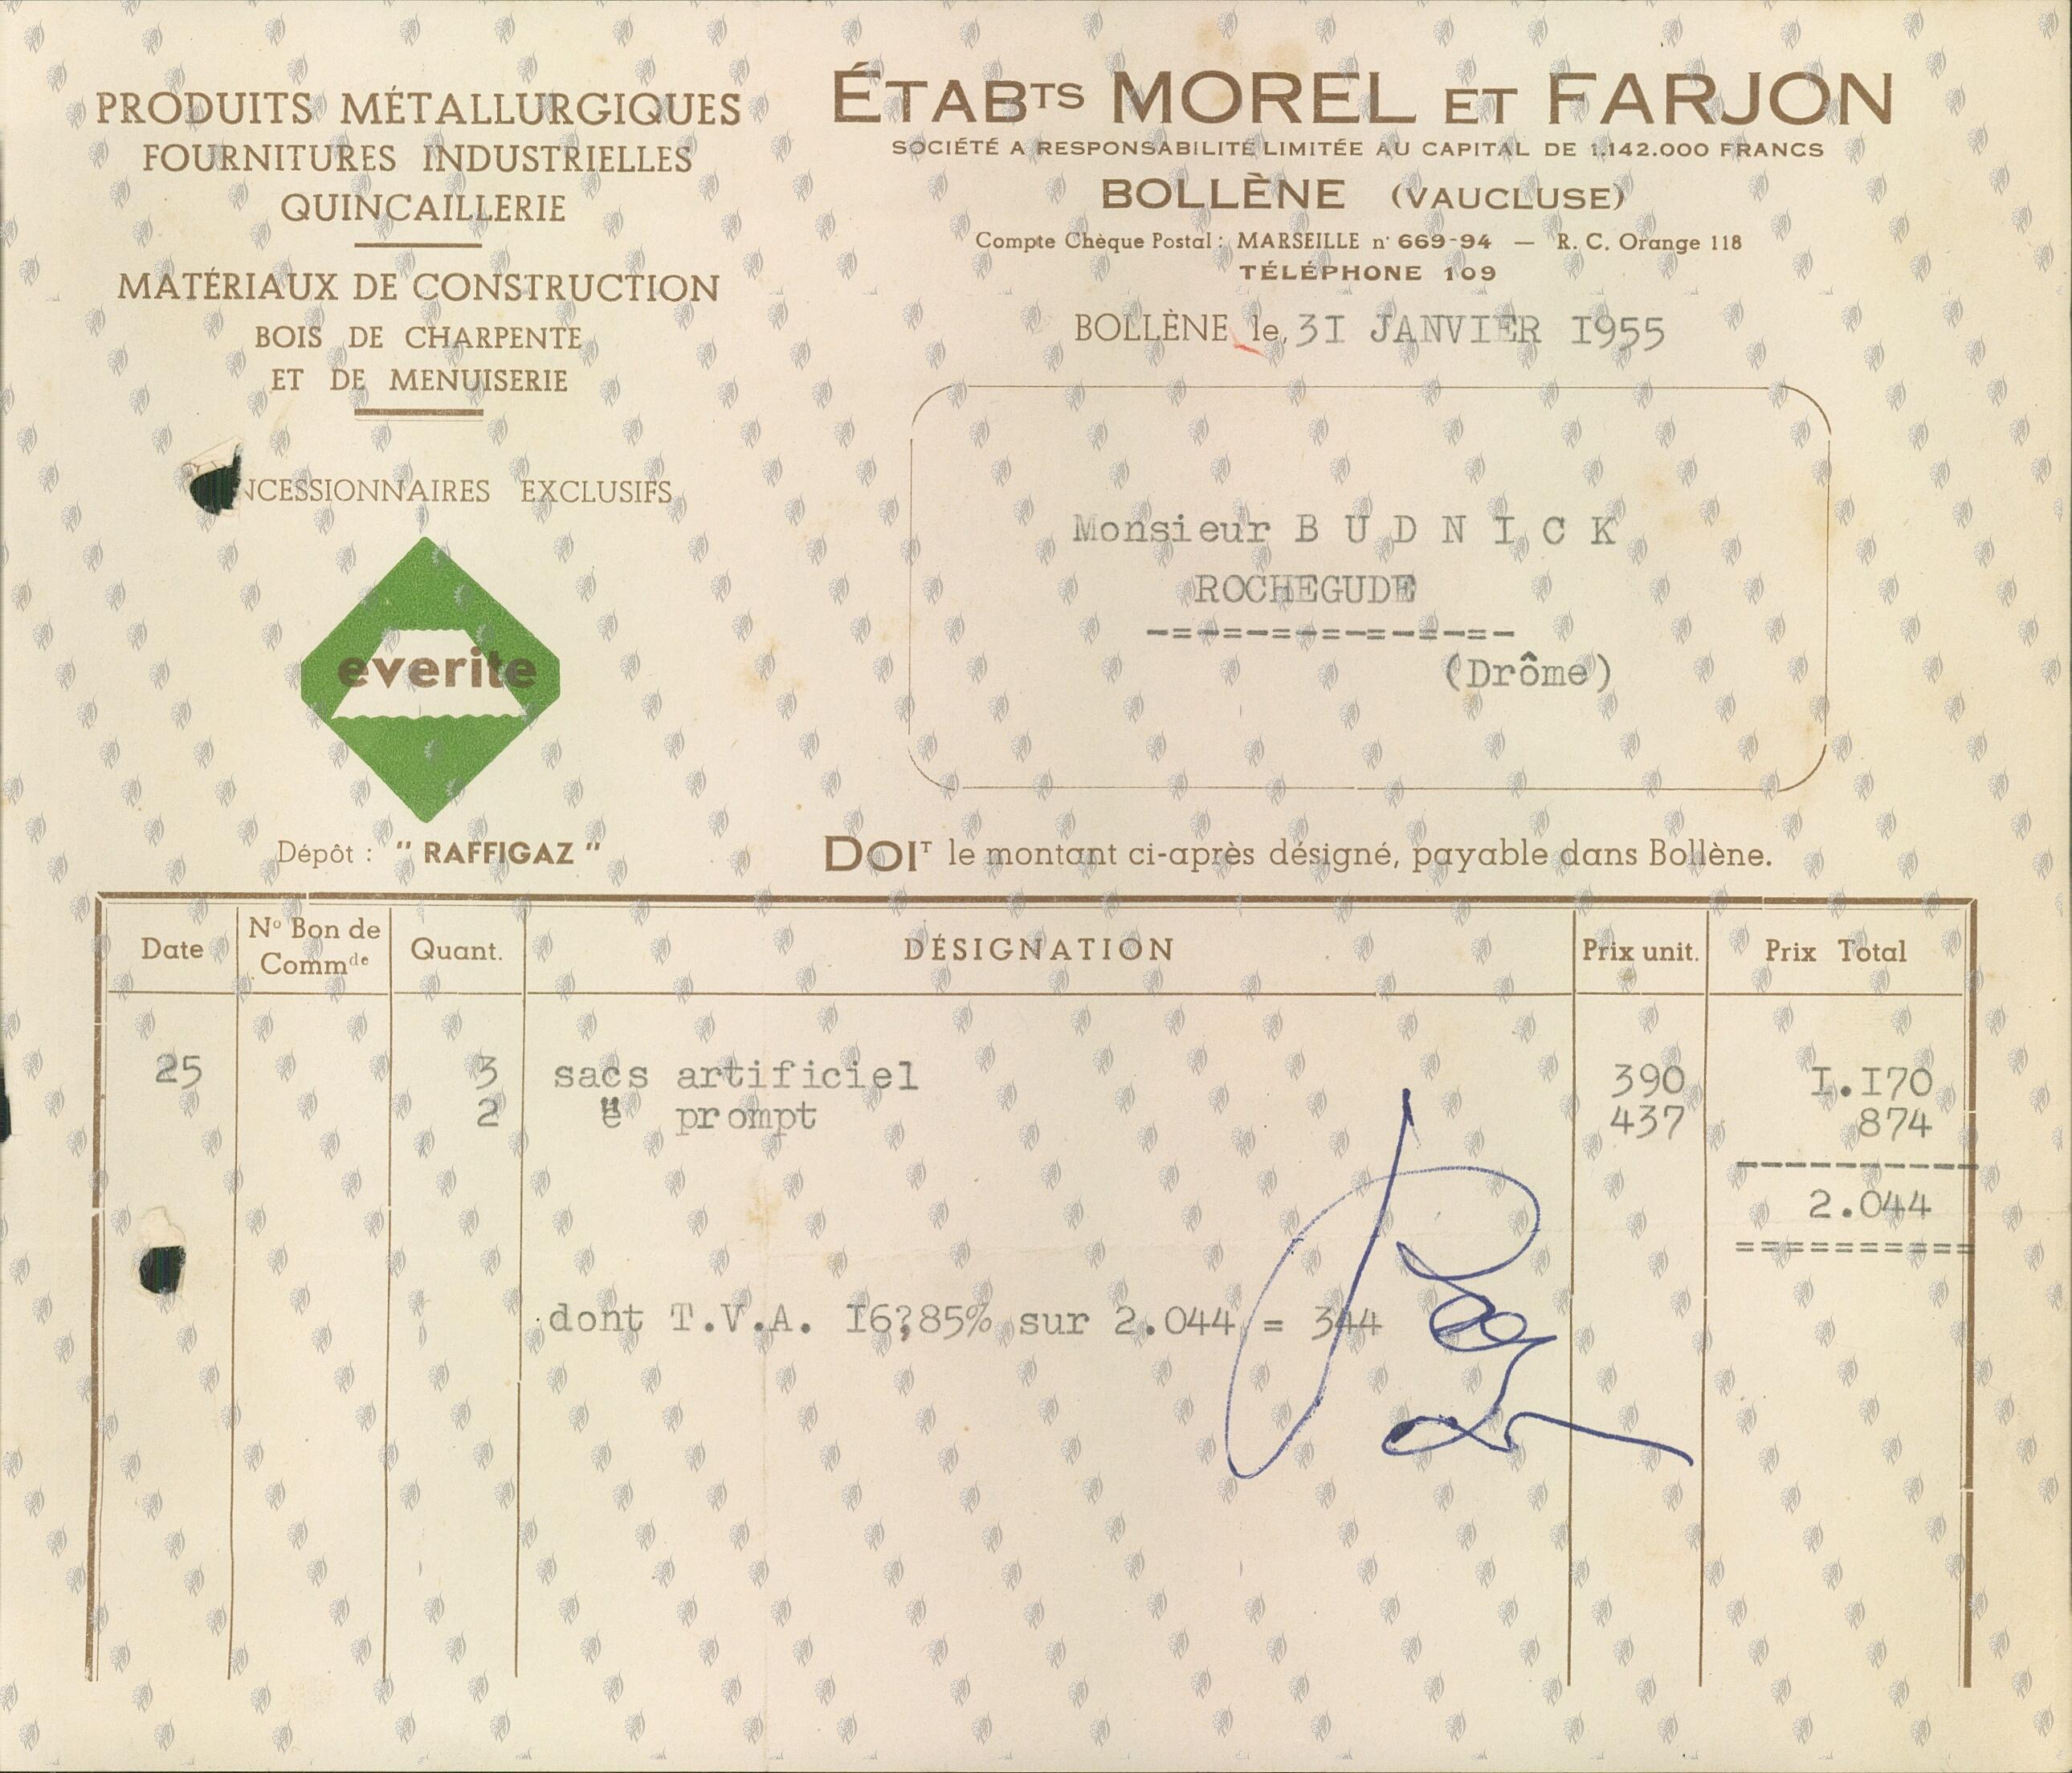 PRODUITS MÉTALLURGIQUES
FOURNITURES INDUSTRIELLES
QUINCAILLERIE
MATÉRIAUX DE CONSTRUCTION
BOIS DE CHARPENTE
ET DE MENUISERIE
NCESSIONNAIRES EXCLUSIFS
everite
Dépôt : " RAFFIGAZ "
ÉTABTS MOREL ET FARJON
SOCIÉTÉ A RESPONSABILITÉ LIMITÉE AU CAPITAL DE 1.142.000 FRANCS
BOLLÈNE (VAUCLUSE)
Compte Chèque Postal : MARSEILLE n° 669-94 — R. C. Orange 118
TÉLÉPHONE 109
BOLLÈNE, le, 31 JANVIER 1955
Monsieur B U D N I C K
ROCHEGUDE
-=-=-=-=-=-=-=-
(Drôme)
DOIT le montant ci-après désigné, payable dans Bollène.
Date N° Bon de Commde Quant. DÉSIGNATION Prix unit. Prix Total
25 3 sacs artificiel 390 1.170
2 " prompt 437 874
----------
2.044
==========
dont T.V.A. 16,85% sur 2.044 = 344